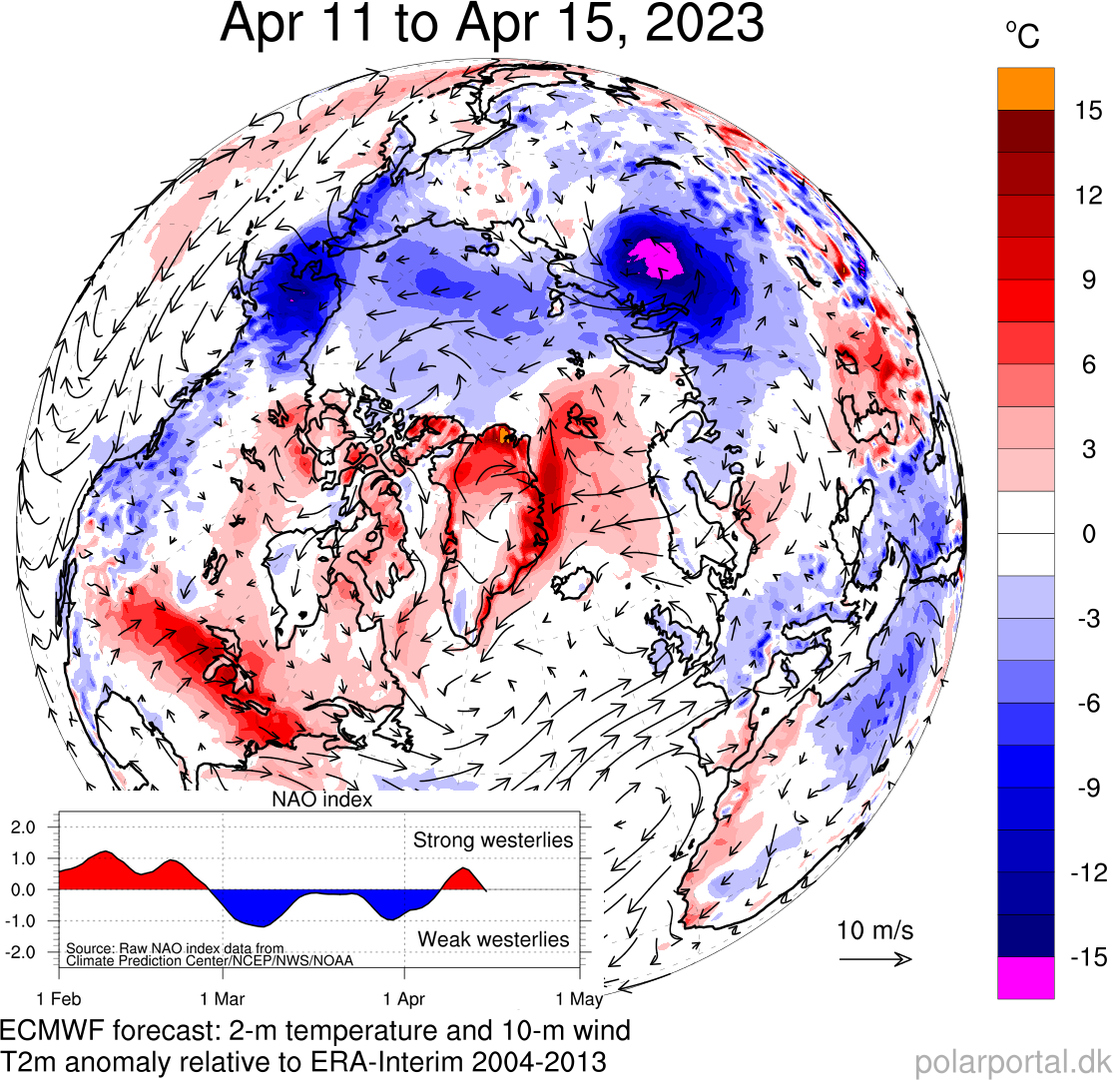 Apr 11 to Apr 15, 2023
°C
15
12
9
6
3
0
-3
-6
-9
-12
-15
NAO index
2.0
1.0
0.0
-1.0
-2.0
Strong westerlies
Weak westerlies
Source: Raw NAO index data from
Climate Prediction Center/NCEP/NWS/NOAA
1 Feb
1 Mar
1 Apr
1 May
10 m/s
ECMWF forecast: 2-m temperature and 10-m wind
T2m anomaly relative to ERA-Interim 2004-2013
polarportal.dk